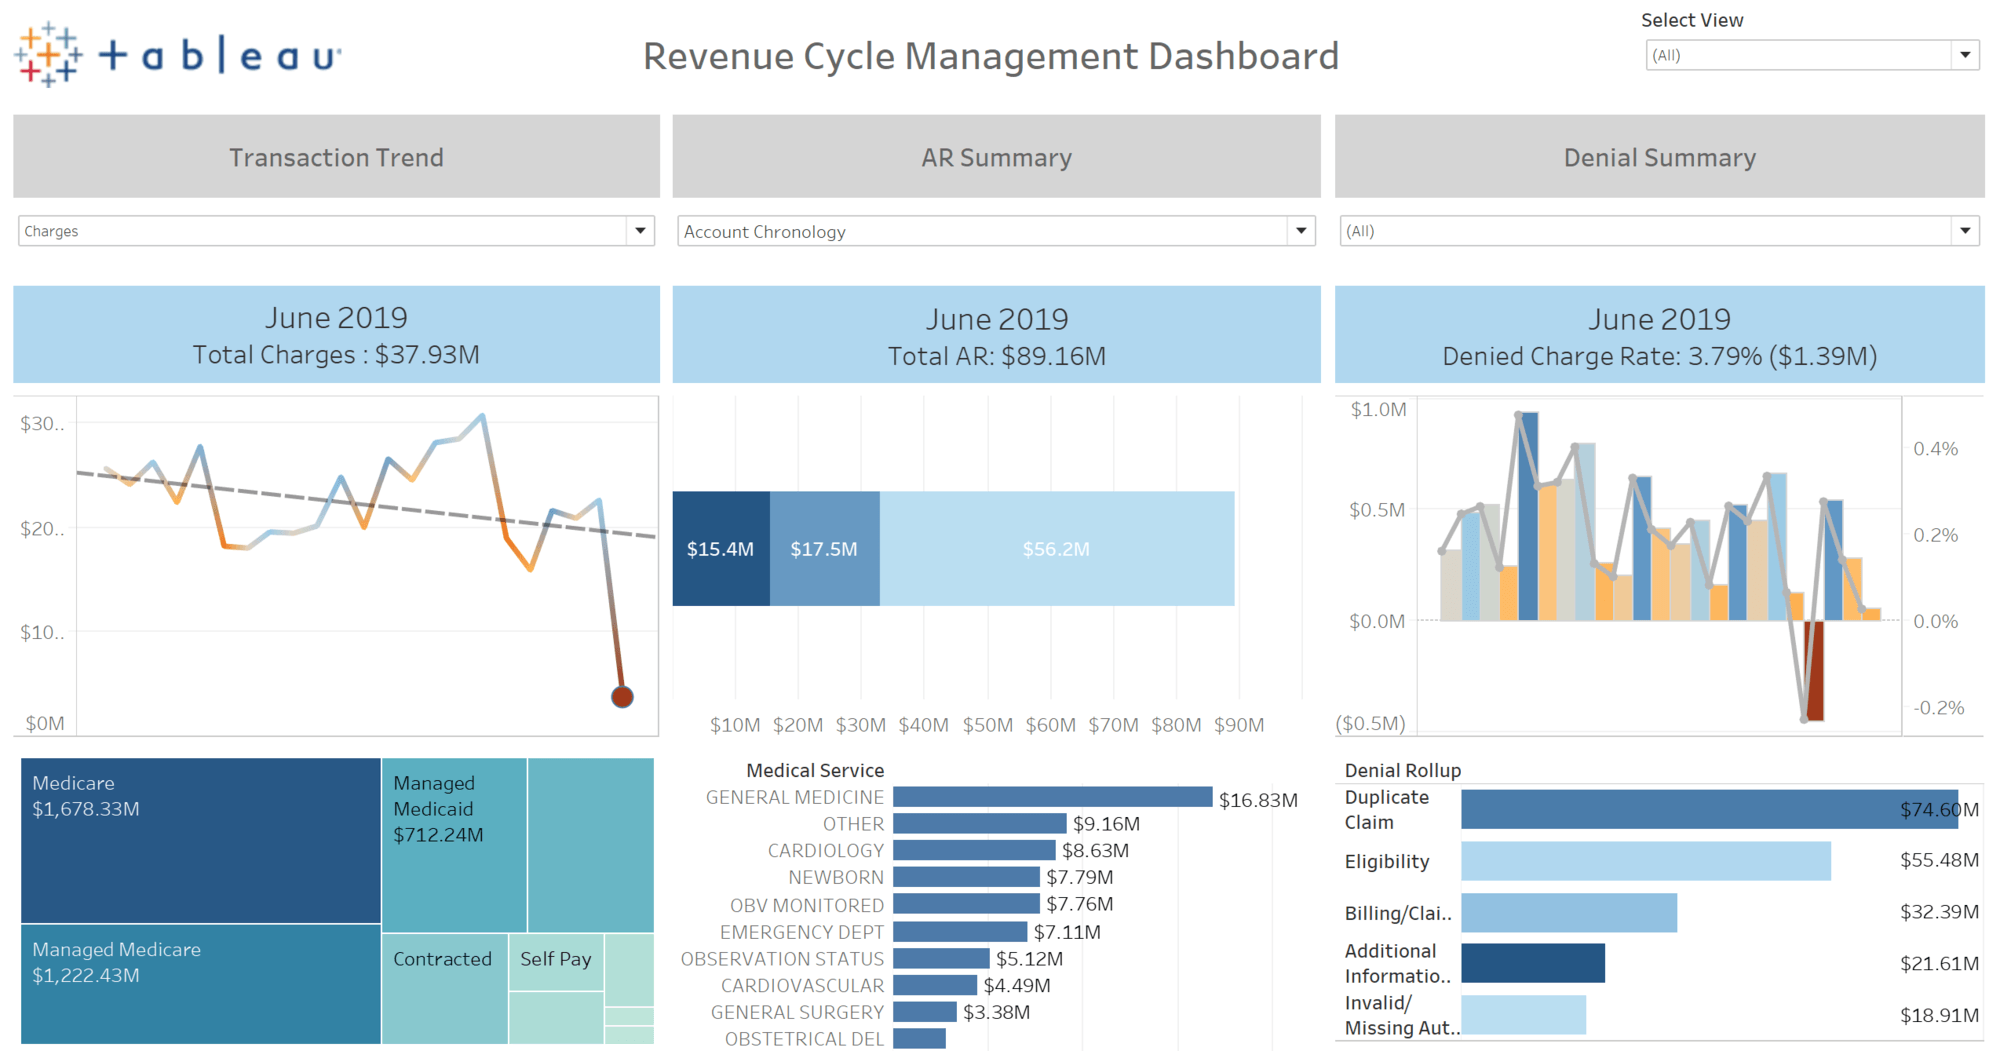 tableau
Revenue Cycle Management Dashboard
Select View
(All)
Transaction Trend
AR Summary
Denial Summary
Charges
Account Chronology
(All)
June 2019
Total Charges : $37.93M
June 2019
Total AR: $89.16M
June 2019
Denied Charge Rate: 3.79% ($1.39M)
$30..
$20..
$10..
$0M
$15.4M
$17.5M
$56.2M
$10M $20M $30M $40M $50M $60M $70M $80M $90M
$1.0M
$0.5M
$0.0M
($0.5M)
0.4%
0.2%
0.0%
-0.2%
Medicare
$1,678.33M
Managed
Medicaid
$712.24M
Managed Medicare
$1,222.43M
Contracted
Self Pay
Medical Service
GENERAL MEDICINE $16.83M
OTHER $9.16M
CARDIOLOGY $8.63M
NEWBORN $7.79M
OBV MONITORED $7.76M
EMERGENCY DEPT $7.11M
OBSERVATION STATUS $5.12M
CARDIOVASCULAR $4.49M
GENERAL SURGERY $3.38M
OBSTETRICAL DEL
Denial Rollup
Duplicate
Claim
$74.60M
Eligibility
$55.48M
Billing/Clai..
$32.39M
Additional
Informatio..
$21.61M
Invalid/
Missing Aut..
$18.91M